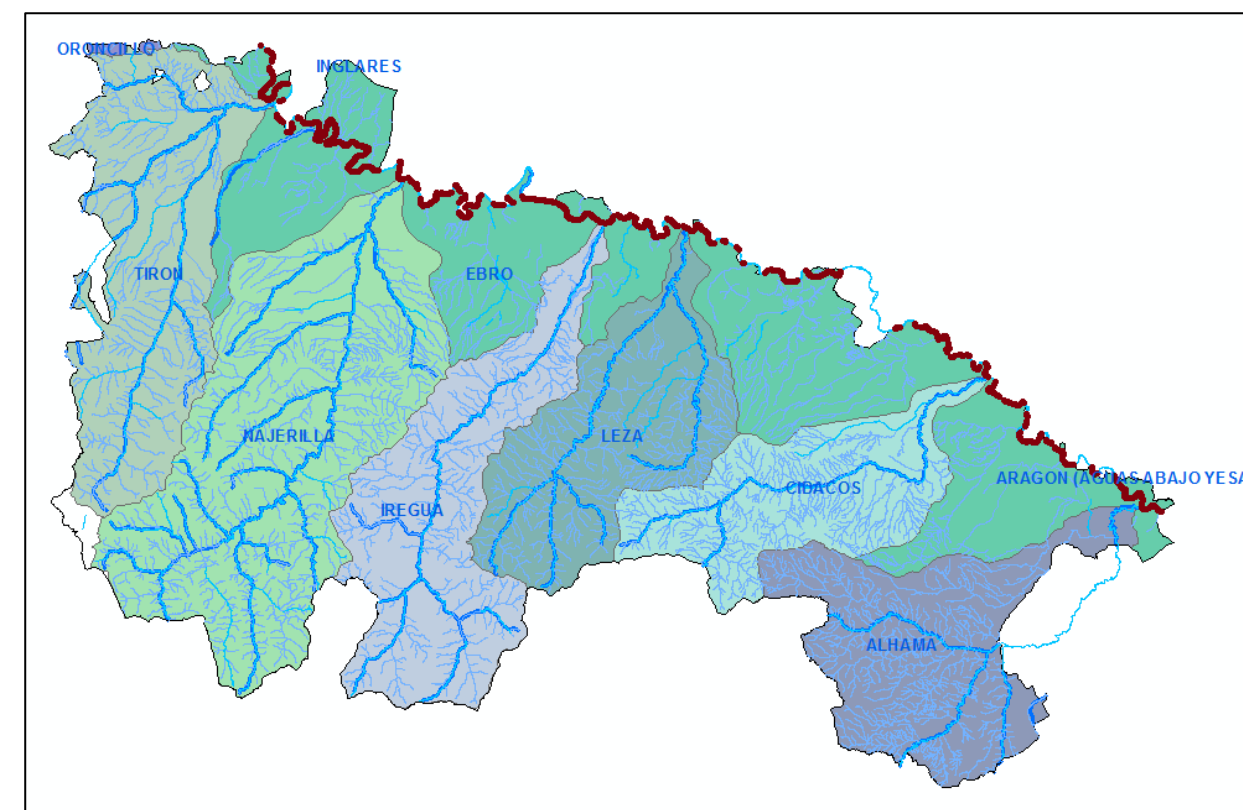 ORONCILLO
INGLARES
TIRON
EBRO
NAJERILLA
LEZA
IREGUA
CIDACOS
ARAGON (AGUAS ABAJO YESA
ALHAMA